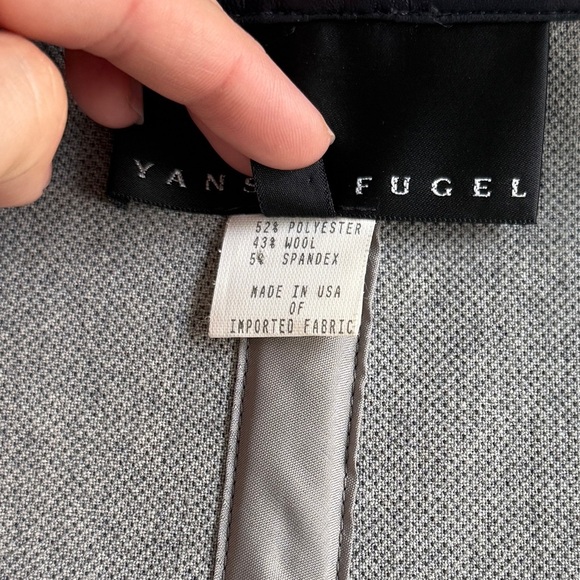 YANS FUGEL
52% POLYESTER
43% WOOL
5% SPANDEX
MADE IN USA
OF
IMPORTED FABRIC